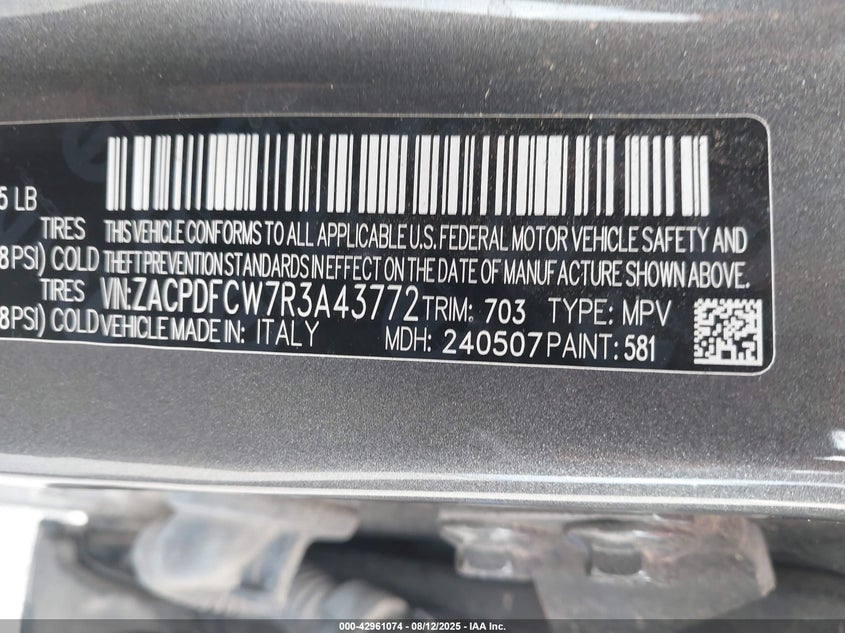 5 LB
TIRES THIS VEHICLE CONFORMS TO ALL APPLICABLE U.S. FEDERAL MOTOR VEHICLE SAFETY AND
8PSI) COLD THEFT PREVENTION STANDARDS IN EFFECT ON THE DATE OF MANUFACTURE SHOWN ABOVE.
TIRES VIN:ZACPDFCW7R3A43772 TRIM: 703 TYPE: MPV
8PSI) COLD VEHICLE MADE IN: ITALY MDH: 240507 PAINT: 581
000-42961074 - 08/12/2025 - IAA Inc.